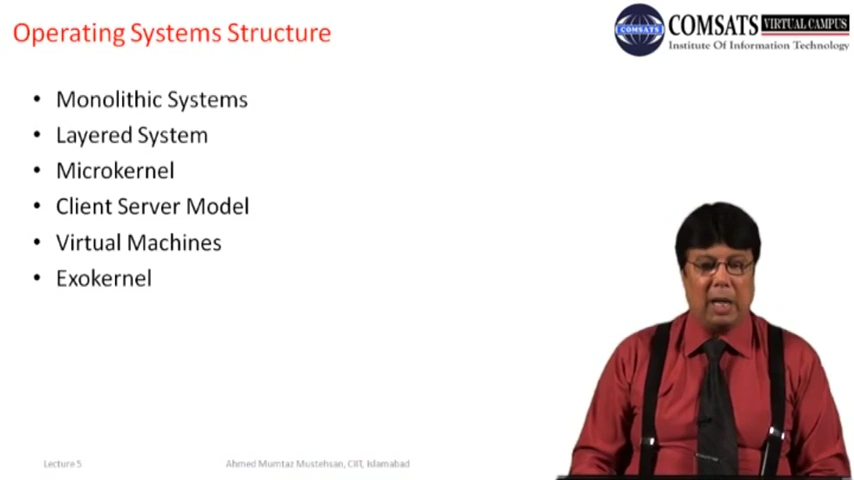 Operating Systems Structure
COMSATS VIRTUAL CAMPUS
Institute Of Information Technology
COMSATS
• Monolithic Systems
• Layered System
• Microkernel
• Client Server Model
• Virtual Machines
• Exokernel
Lecture 5
Ahmed Mumtaz Mustehsan, CIIT, Islamabad